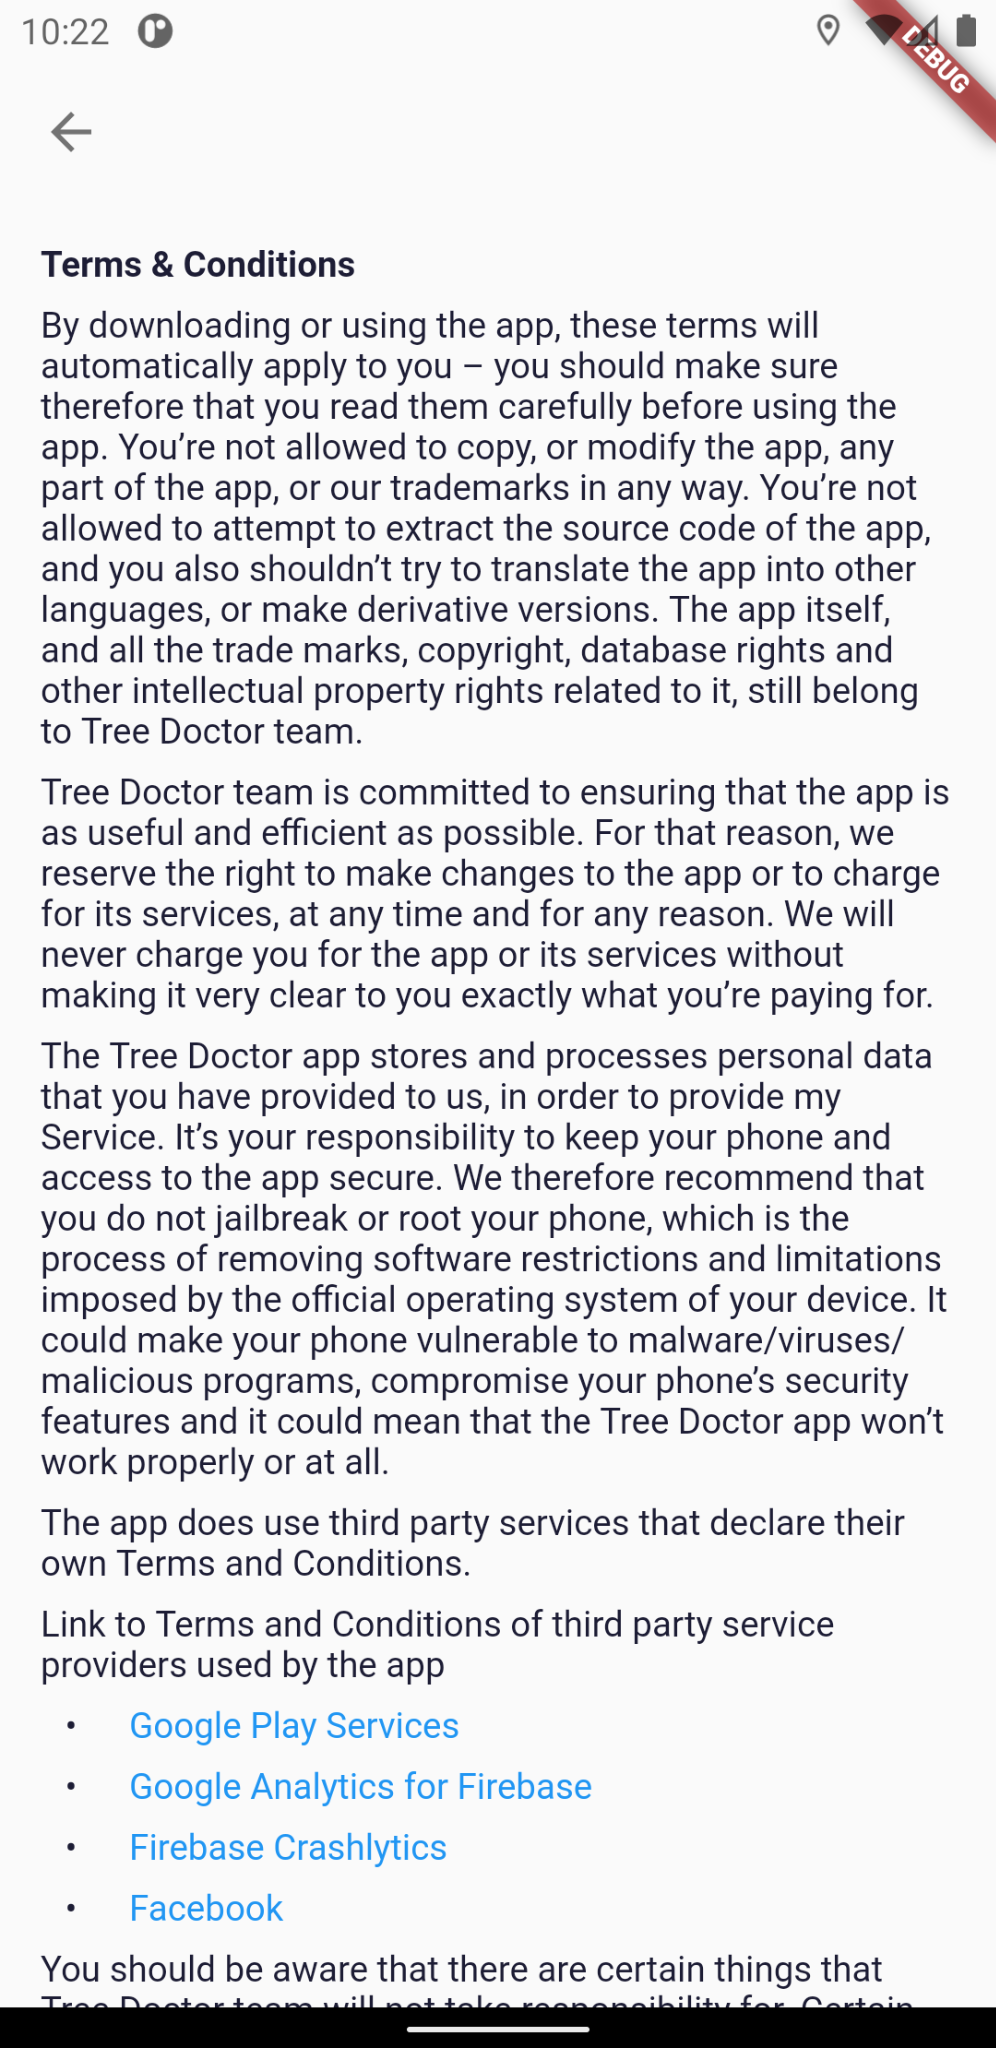 10:22
DEBUG
Terms & Conditions
By downloading or using the app, these terms will
automatically apply to you – you should make sure
therefore that you read them carefully before using the
app. You’re not allowed to copy, or modify the app, any
part of the app, or our trademarks in any way. You’re not
allowed to attempt to extract the source code of the app,
and you also shouldn’t try to translate the app into other
languages, or make derivative versions. The app itself,
and all the trade marks, copyright, database rights and
other intellectual property rights related to it, still belong
to Tree Doctor team.
Tree Doctor team is committed to ensuring that the app is
as useful and efficient as possible. For that reason, we
reserve the right to make changes to the app or to charge
for its services, at any time and for any reason. We will
never charge you for the app or its services without
making it very clear to you exactly what you’re paying for.
The Tree Doctor app stores and processes personal data
that you have provided to us, in order to provide my
Service. It’s your responsibility to keep your phone and
access to the app secure. We therefore recommend that
you do not jailbreak or root your phone, which is the
process of removing software restrictions and limitations
imposed by the official operating system of your device. It
could make your phone vulnerable to malware/viruses/
malicious programs, compromise your phone’s security
features and it could mean that the Tree Doctor app won’t
work properly or at all.
The app does use third party services that declare their
own Terms and Conditions.
Link to Terms and Conditions of third party service
providers used by the app
• Google Play Services
• Google Analytics for Firebase
• Firebase Crashlytics
• Facebook
You should be aware that there are certain things that
Tree Doctor team will not take responsibility for. Certain